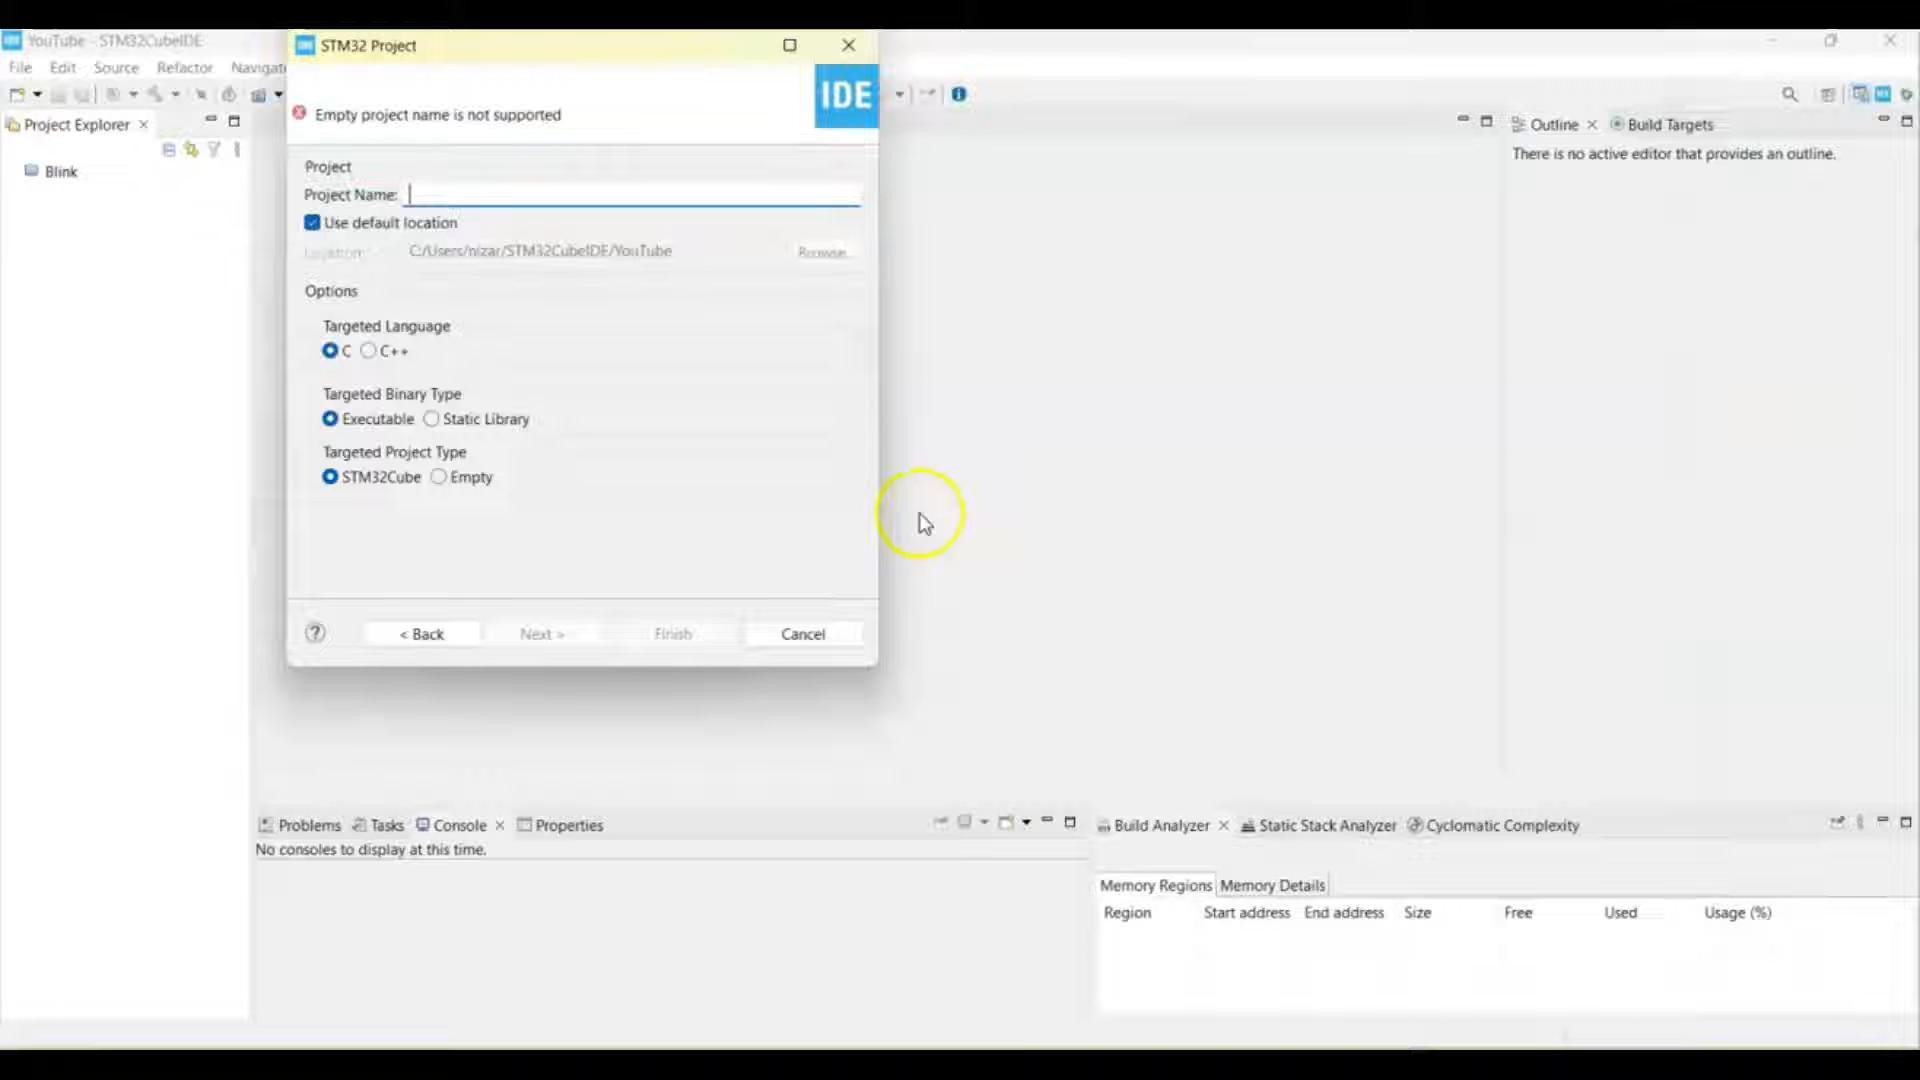 YouTube - STM32CubeIDE
File Edit Source Refactor Navigat
Project Explorer
Blink
STM32 Project
Empty project name is not supported
IDE
Project
Project Name:
Use default location
Location:
C:/Users/nizar/STM32CubeIDE/YouTube
Browse...
Options
Targeted Language
C C++
Targeted Binary Type
Executable Static Library
Targeted Project Type
STM32Cube Empty
?
< Back Next > Finish Cancel
Outline Build Targets
There is no active editor that provides an outline.
Problems Tasks Console Properties
No consoles to display at this time.
Build Analyzer Static Stack Analyzer Cyclomatic Complexity
Memory Regions Memory Details
Region Start address End address Size Free Used Usage (%)